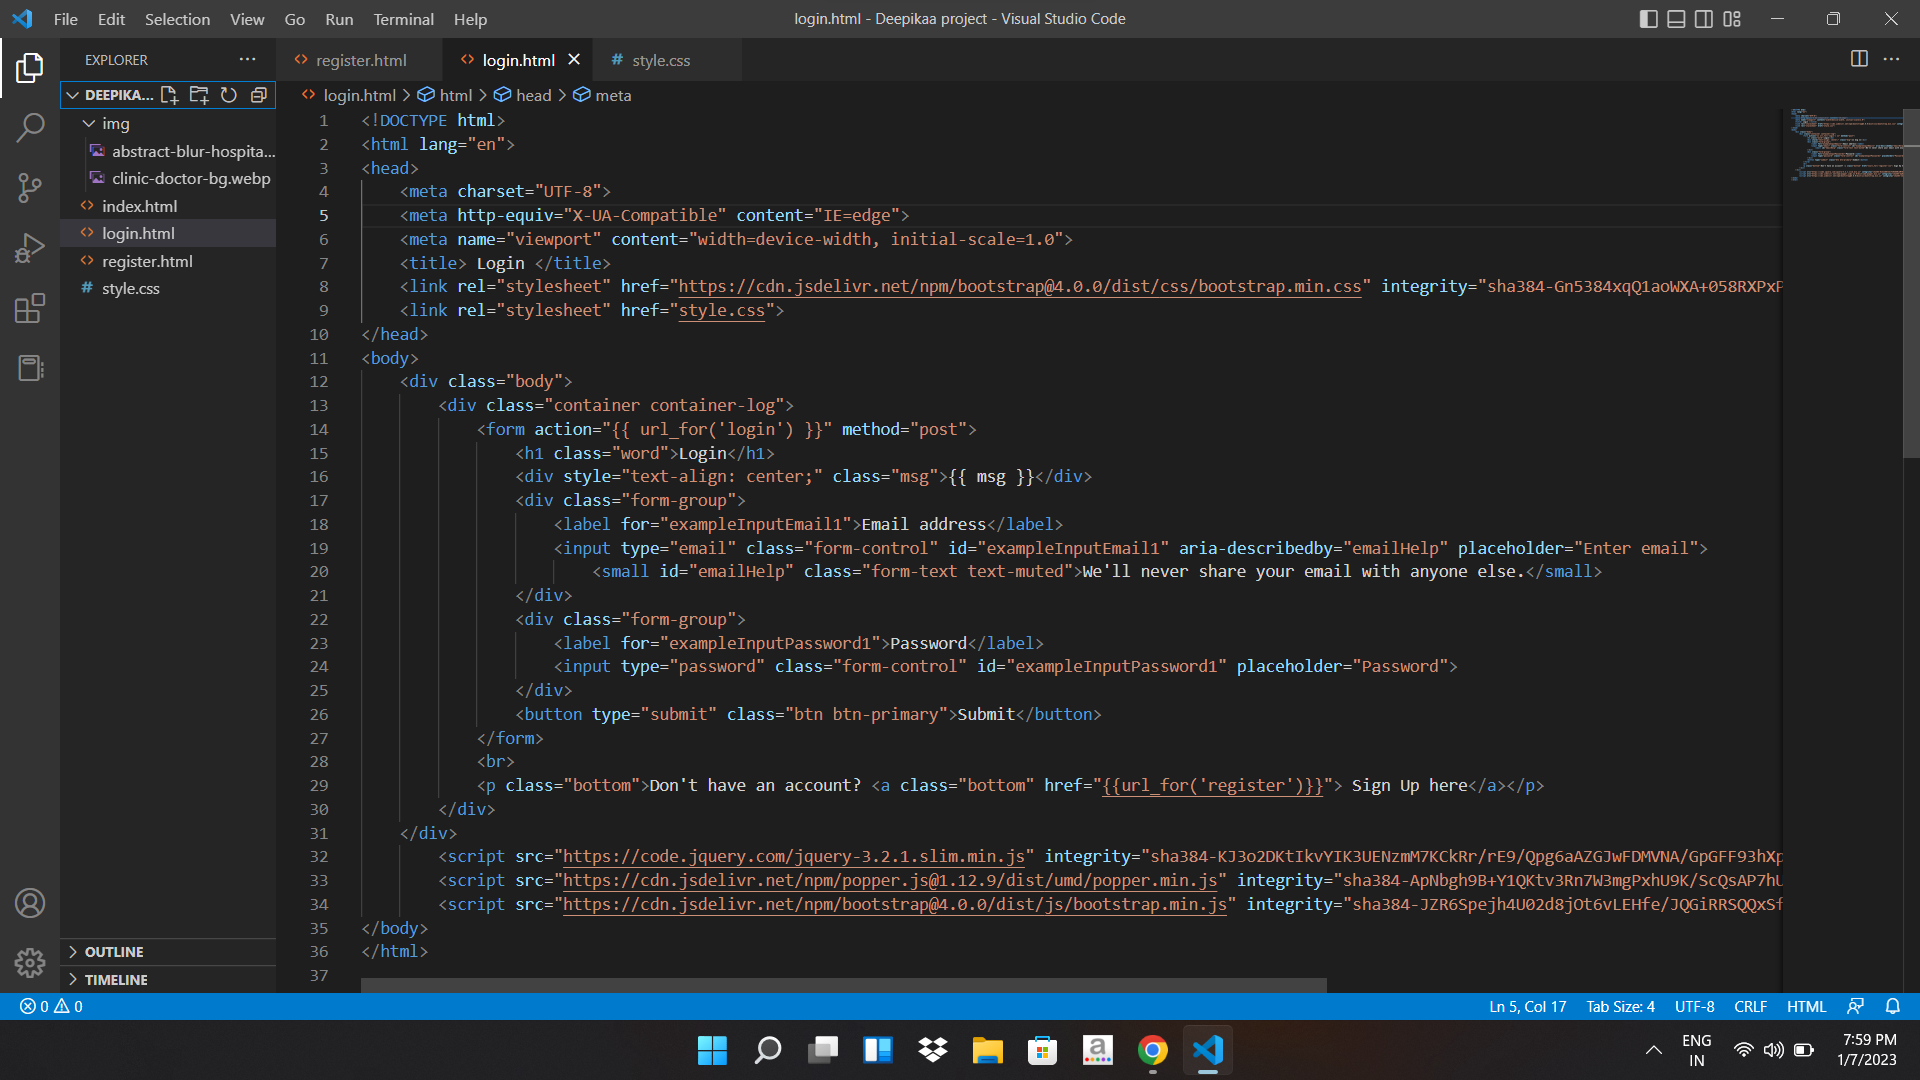 File Edit Selection View Go Run Terminal Help
login.html - Deepikaa project - Visual Studio Code
EXPLORER
DEEPIKA...
img
abstract-blur-hospita...
clinic-doctor-bg.webp
index.html
login.html
register.html
style.css
OUTLINE
TIMELINE
register.html login.html style.css
login.html > html > head > meta
1 <!DOCTYPE html>
2 <html lang="en">
3 <head>
4 <meta charset="UTF-8">
5 <meta http-equiv="X-UA-Compatible" content="IE=edge">
6 <meta name="viewport" content="width=device-width, initial-scale=1.0">
7 <title> Login </title>
8 <link rel="stylesheet" href="https://cdn.jsdelivr.net/npm/bootstrap@4.0.0/dist/css/bootstrap.min.css" integrity="sha384-Gn5384xqQ1aoWXA+058RXPxP
9 <link rel="stylesheet" href="style.css">
10 </head>
11 <body>
12 <div class="body">
13 <div class="container container-log">
14 <form action="{{ url_for('login') }}" method="post">
15 <h1 class="word">Login</h1>
16 <div style="text-align: center;" class="msg">{{ msg }}</div>
17 <div class="form-group">
18 <label for="exampleInputEmail1">Email address</label>
19 <input type="email" class="form-control" id="exampleInputEmail1" aria-describedby="emailHelp" placeholder="Enter email">
20 <small id="emailHelp" class="form-text text-muted">We'll never share your email with anyone else.</small>
21 </div>
22 <div class="form-group">
23 <label for="exampleInputPassword1">Password</label>
24 <input type="password" class="form-control" id="exampleInputPassword1" placeholder="Password">
25 </div>
26 <button type="submit" class="btn btn-primary">Submit</button>
27 </form>
28 <br>
29 <p class="bottom">Don't have an account? <a class="bottom" href="{{url_for('register')}}"> Sign Up here</a></p>
30 </div>
31 </div>
32 <script src="https://code.jquery.com/jquery-3.2.1.slim.min.js" integrity="sha384-KJ3o2DKtIkvYIK3UENzmM7KCkRr/rE9/Qpg6aAZGJwFDMVNA/GpGFF93hXp
33 <script src="https://cdn.jsdelivr.net/npm/popper.js@1.12.9/dist/umd/popper.min.js" integrity="sha384-ApNbgh9B+Y1QKtv3Rn7W3mgPxhU9K/ScQsAP7hU
34 <script src="https://cdn.jsdelivr.net/npm/bootstrap@4.0.0/dist/js/bootstrap.min.js" integrity="sha384-JZR6Spejh4U02d8jOt6vLEHfe/JQGiRRSQQxSf
35 </body>
36 </html>
37
0 0
Ln 5, Col 17 Tab Size: 4 UTF-8 CRLF HTML
ENG
IN
7:59 PM
1/7/2023